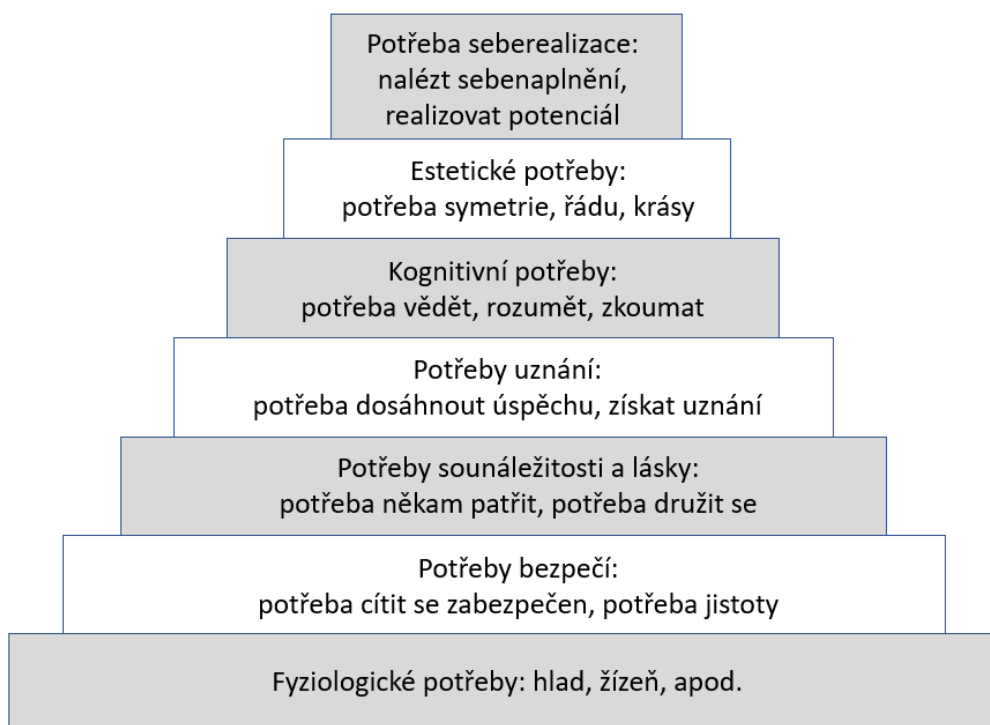 Potřeba seberealizace:
nalézt sebenaplnění,
realizovat potenciál
Estetické potřeby:
potřeba symetrie, řádu, krásy
Kognitivní potřeby:
potřeba vědět, rozumět, zkoumat
Potřeby uznání:
potřeba dosáhnout úspěchu, získat uznání
Potřeby sounáležitosti a lásky:
potřeba někam patřit, potřeba družit se
Potřeby bezpečí:
potřeba cítit se zabezpečen, potřeba jistoty
Fyziologické potřeby: hlad, žízeň, apod.